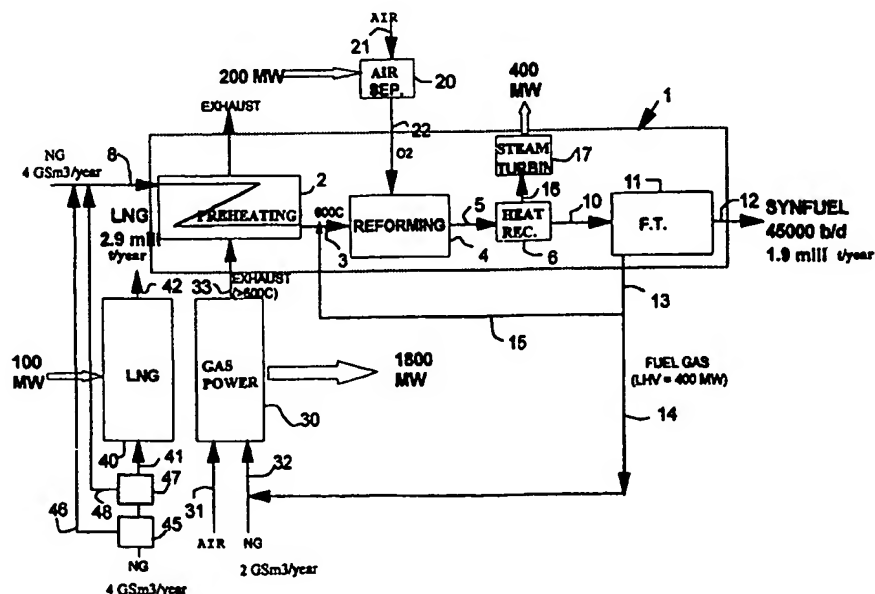 AIR
21
200 MW
AIR SEP.
20
400 MW
EXHAUST
1
22
STEAM TURBIN
17
NG
4 GSm3/year
8
O2
2
11
16
5
10
12
PREHEATING
600C
REFORMING
HEAT REC.
F.T.
SYNFUEL
45000 b/d
1.9 mill t/year
LNG
2.9 mill t/year
3
4
6
33
EXHAUST (>600C)
13
42
15
100 MW
LNG
GAS POWER
1800 MW
FUEL GAS
(LHV = 400 MW)
30
14
40
41
32
47
46
48
31
45
AIR
NG
NG
2 GSm3/year
4 GSm3/year